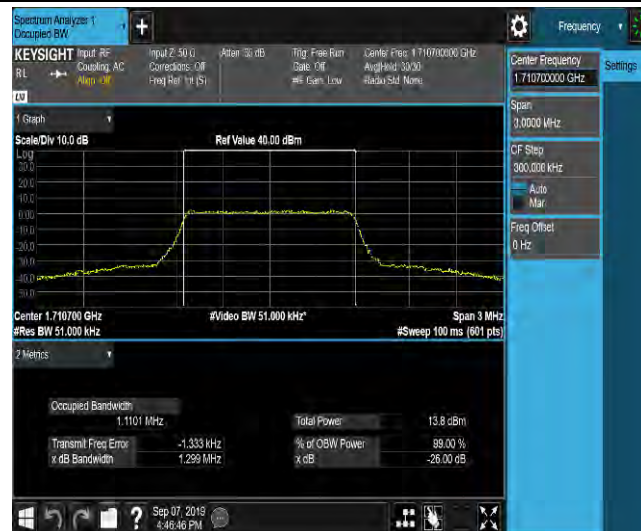 Spectrum Analyzer 1
Occupied BW
+
Frequency
KEYSIGHT Input: RF
RL
Coupling: AC
Align: Off
Input Z: 50 Ω
Corrections: Off
Freq Ref: Int (S)
Atten: 30 dB
Trig: Free Run
Gate: Off
#IF Gain: Low
Center Freq: 1.710700000 GHz
Avg|Hold: 30/30
Radio Std: None
LNI
Center Frequency
1.710700000 GHz
Settings
Span
3.0000 MHz
CF Step
300.000 kHz
Auto
Man
Freq Offset
0 Hz
1 Graph
Scale/Div 10.0 dB
Ref Value 40.00 dBm
Log
30.0
20.0
10.0
0.00
-10.0
-20.0
-30.0
-40.0
-50.0
Center 1.710700 GHz
#Video BW 51.000 kHz*
Span 3 MHz
#Res BW 51.000 kHz
#Sweep 100 ms (601 pts)
2 Metrics
Occupied Bandwidth
1.1101 MHz
Total Power 13.8 dBm
Transmit Freq Error -1.333 kHz
% of OBW Power 99.00 %
x dB Bandwidth 1.299 MHz
x dB -26.00 dB
?
Sep 07, 2019
4:46:46 PM